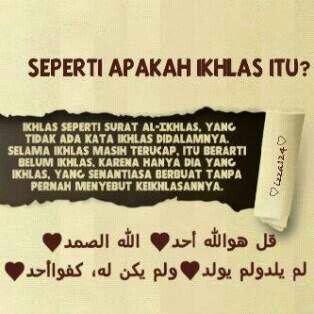 SEPERTI APAKAH IKHLAS ITU?
IKHLAS SEPERTI SURAT AL-IKHLAS, YANG
TIDAK ADA KATA IKHLAS DIDALAMNYA.
SELAMA IKHLAS MASIH TERUCAP, ITU BERARTI
BELUM IKHLAS. KARENA HANYA DIA YANG
IKHLAS, YANG SENANTIASA BERBUAT TANPA
PERNAH MENYEBUT KEIKHLASANNYA.
قل هوالله أحد♥ الله الصمد♥
لم يلدولم يولد♥ولم يكن له، كفواأحد♥